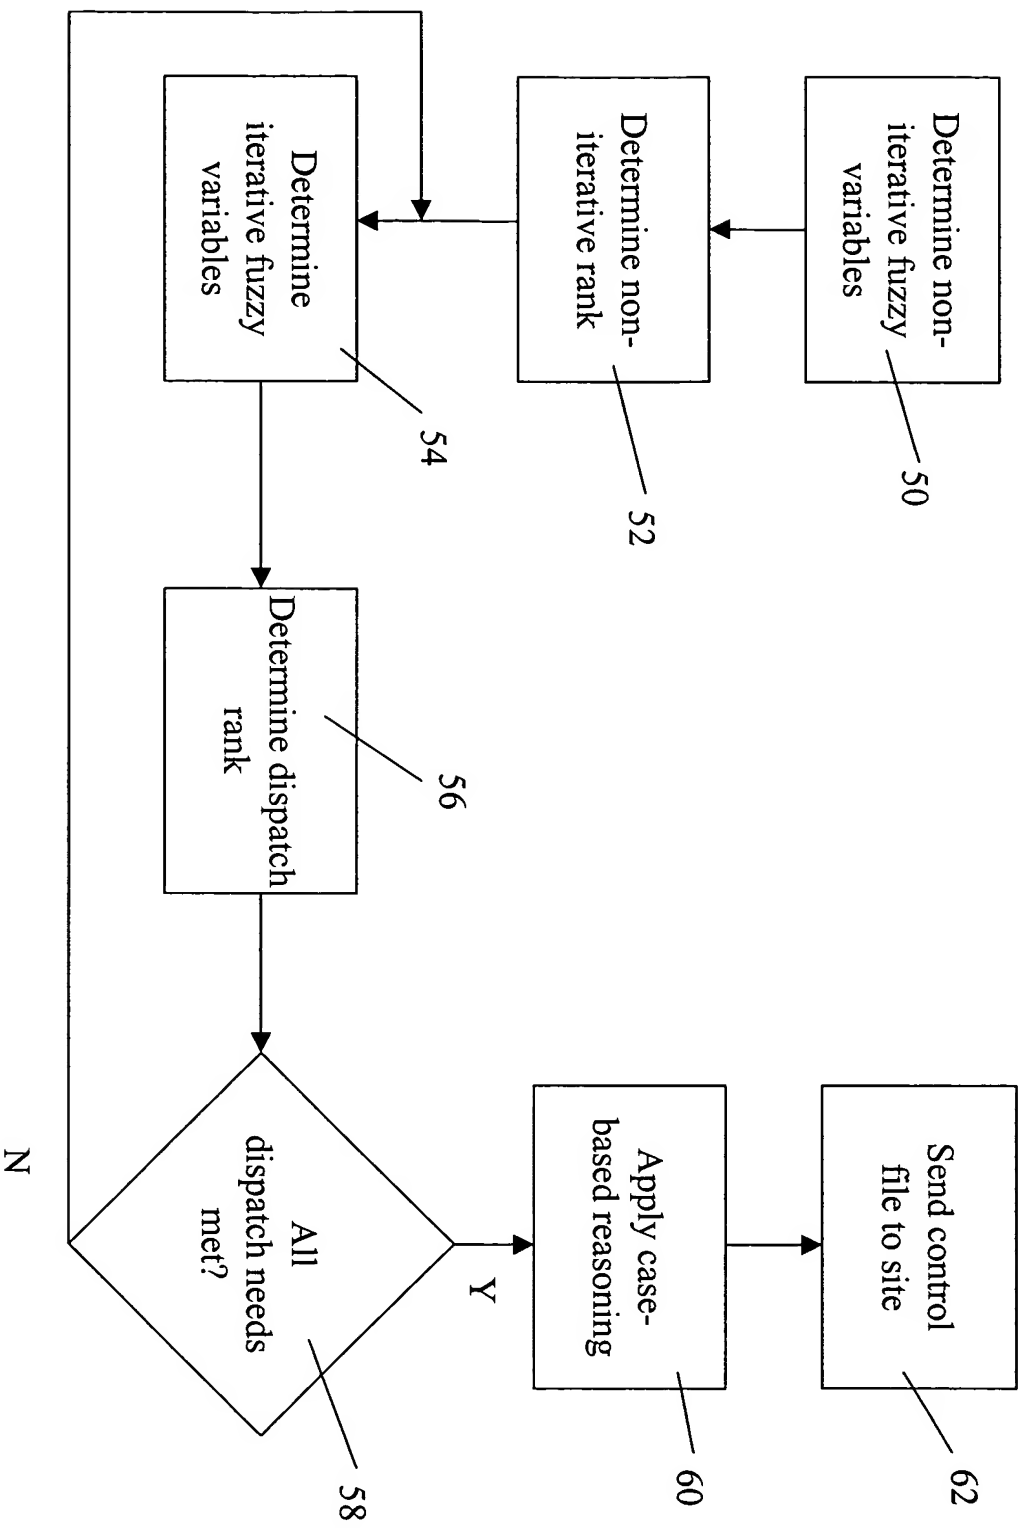 Determine non-
iterative fuzzy
variables
50
Determine non-
iterative rank
52
Determine
iterative fuzzy
variables
54
Determine dispatch
rank
56
All
dispatch needs
met?
58
N
Y
Apply case-
based reasoning
60
Send control
file to site
62